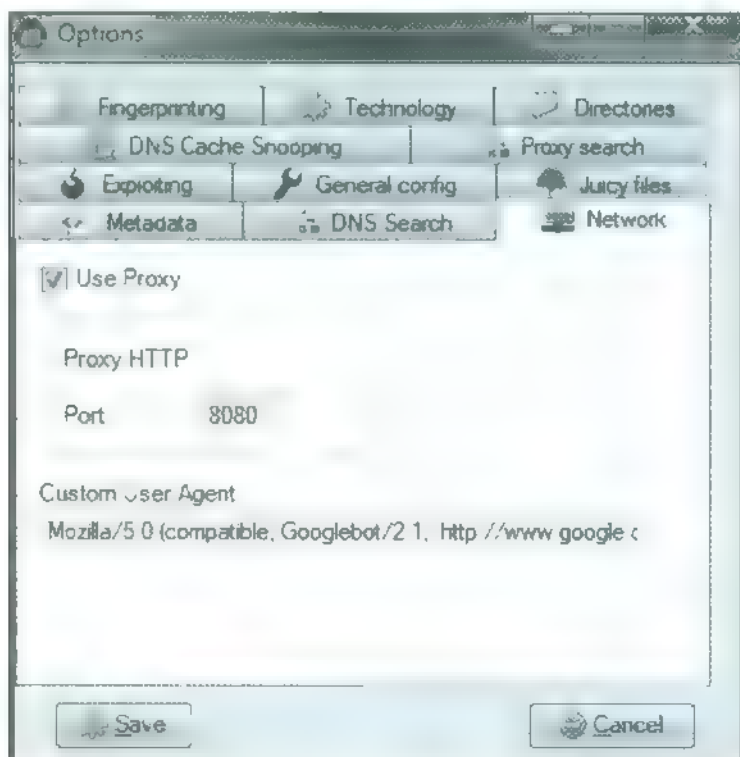 Options
Fingerprinting Technology Directories
DNS Cache Snooping Proxy search
Exploiting General config Juicy files
Metadata DNS Search Network
Use Proxy
Proxy HTTP
Port 8080
Custom User Agent
Mozilla/5.0 (compatible, Googlebot/2.1, http://www.google.c
Save Cancel